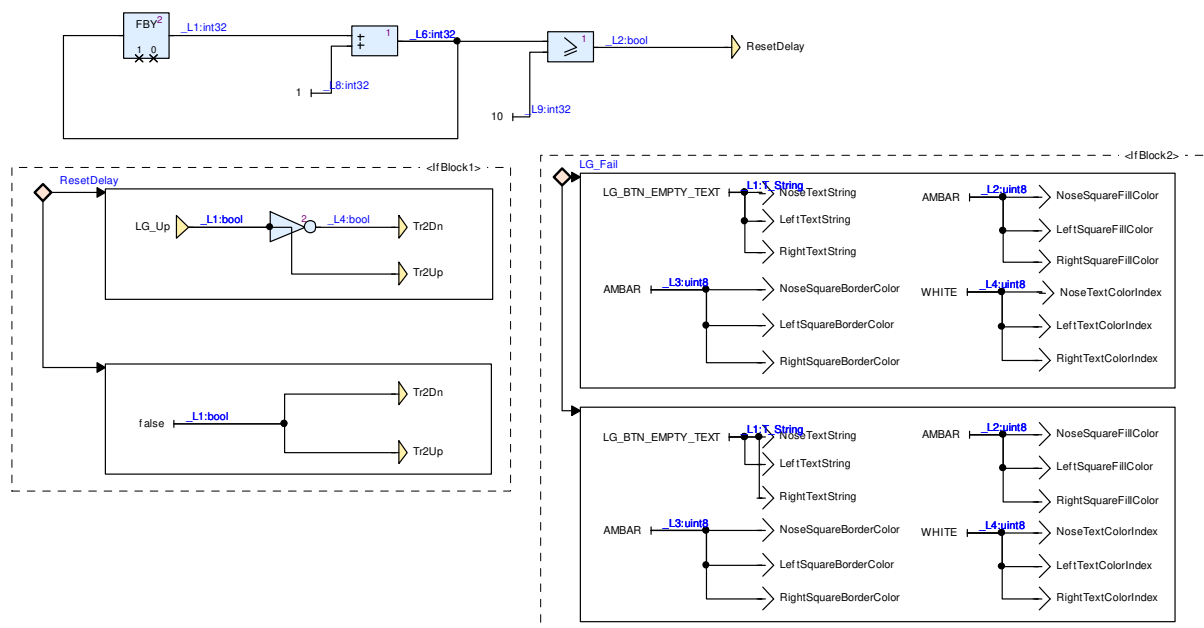 FBY 2
_L1:int32
1 0
1
_L6:int32
1
_L2:bool
ResetDelay
1
_L8:int32
10
_L9:int32
<IfBlock1>
ResetDelay
LG_Up
_L1:bool
2
_L4:bool
Tr2Dn
Tr2Up
false
_L1:bool
Tr2Dn
Tr2Up
<IfBlock2>
LG_Fail
LG_BTN_EMPTY_TEXT
_L1:T_String
NoseTextString
LeftTextString
RightTextString
AMBAR
_L2:uint8
NoseSquareFillColor
LeftSquareFillColor
RightSquareFillColor
AMBAR
_L3:uint8
NoseSquareBorderColor
LeftSquareBorderColor
RightSquareBorderColor
WHITE
_L4:uint8
NoseTextColorIndex
LeftTextColorIndex
RightTextColorIndex
LG_BTN_EMPTY_TEXT
_L1:T_String
NoseTextString
LeftTextString
RightTextString
AMBAR
_L2:uint8
NoseSquareFillColor
LeftSquareFillColor
RightSquareFillColor
AMBAR
_L3:uint8
NoseSquareBorderColor
LeftSquareBorderColor
RightSquareBorderColor
WHITE
_L4:uint8
NoseTextColorIndex
LeftTextColorIndex
RightTextColorIndex